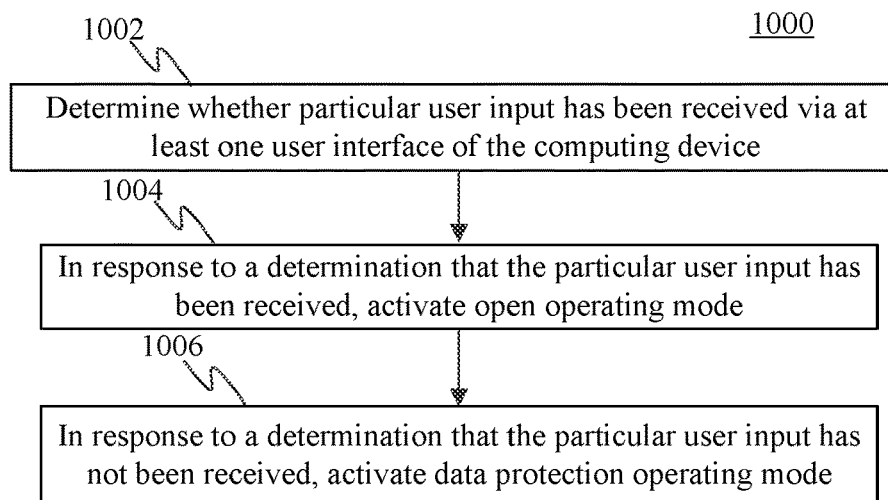 1002
1000
Determine whether particular user input has been received via at
least one user interface of the computing device
1004
In response to a determination that the particular user input has
been received, activate open operating mode
1006
In response to a determination that the particular user input has
not been received, activate data protection operating mode